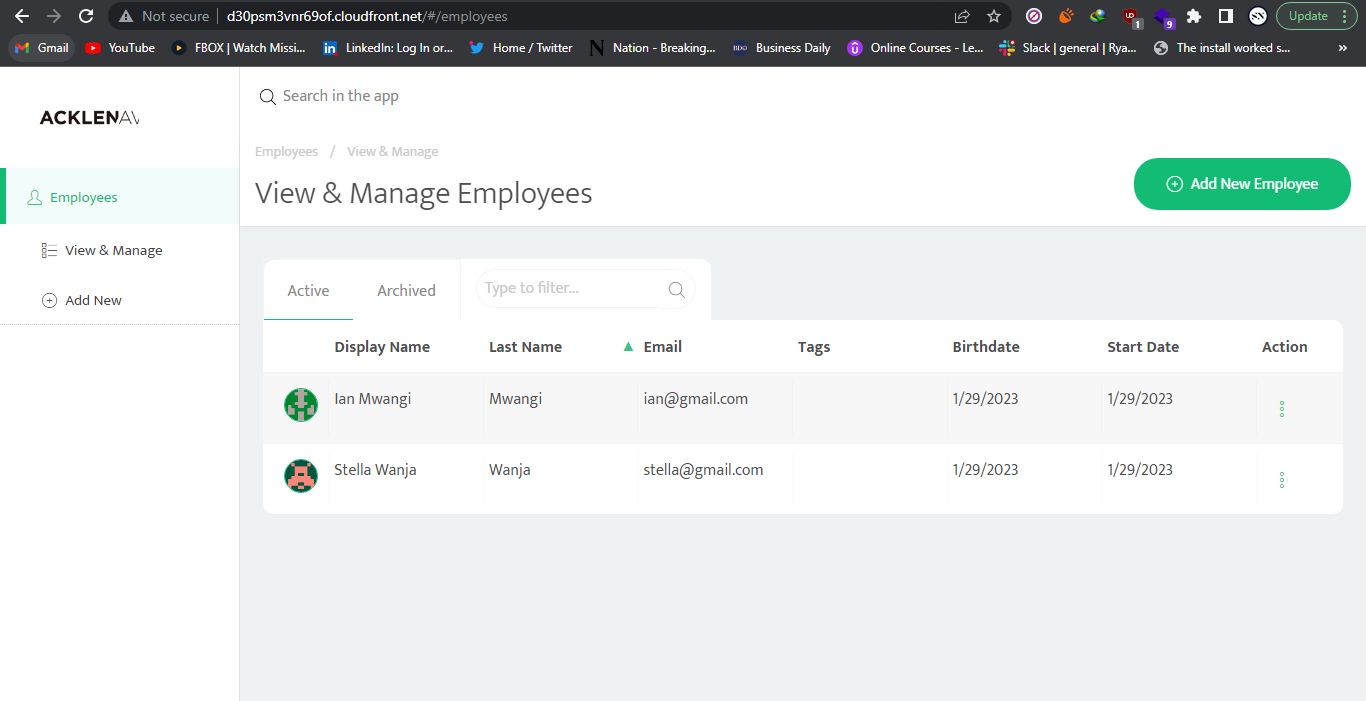 Not secure d30psm3vnr69of.cloudfront.net/#/employees 1 9 SN Update
Gmail YouTube FBOX | Watch Missi... LinkedIn: Log In or... Home / Twitter Nation - Breaking... Business Daily Online Courses - Le... Slack | general | Rya... The install worked s... »
ACKLENAV
Search in the app
Employees / View & Manage
View & Manage Employees
Add New Employee
Employees
View & Manage
Add New
Active Archived Type to filter...
Display Name Last Name Email Tags Birthdate Start Date Action
Ian Mwangi Mwangi ian@gmail.com 1/29/2023 1/29/2023
Stella Wanja Wanja stella@gmail.com 1/29/2023 1/29/2023